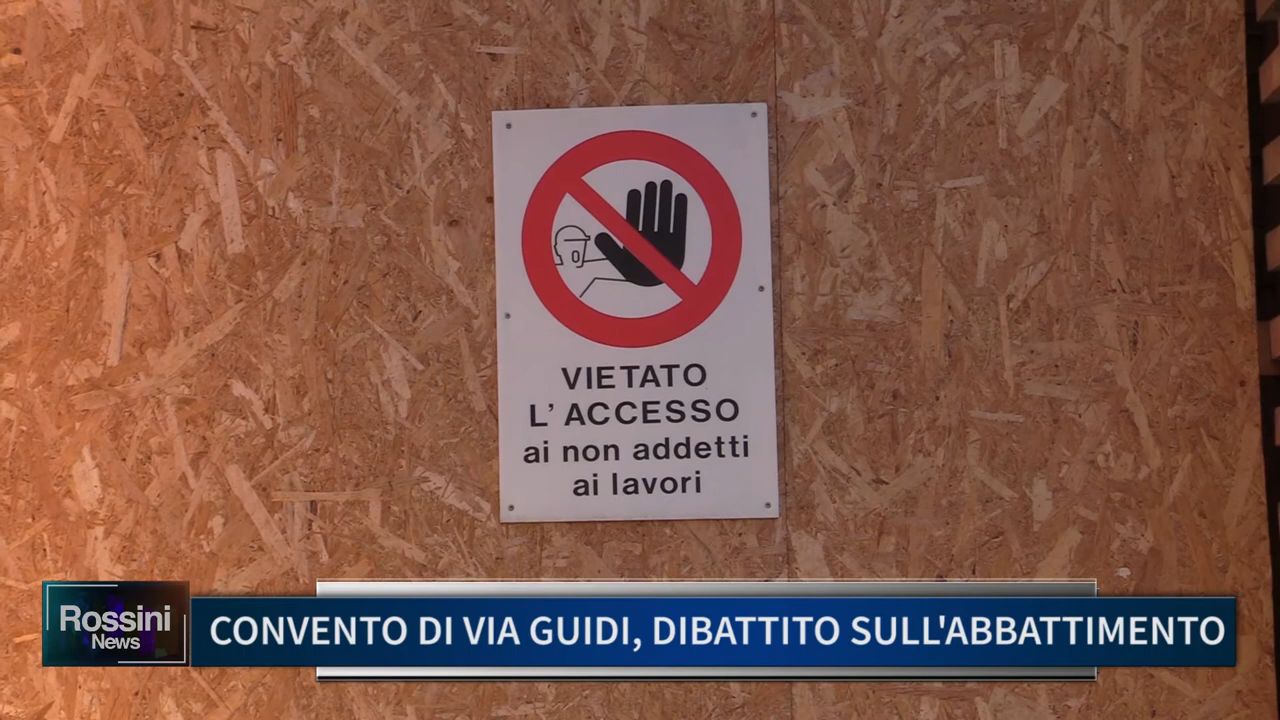 VIETATO
L' ACCESSO
ai non addetti
ai lavori
Rossini
News
CONVENTO DI VIA GUIDI, DIBATTITO SULL'ABBATTIMENTO